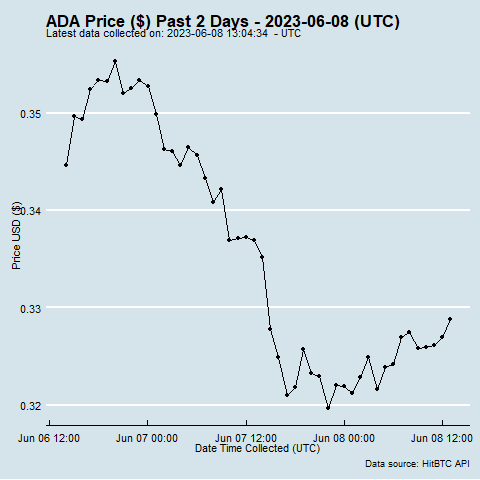 ADA Price ($) Past 2 Days - 2023-06-08 (UTC)
Latest data collected on: 2023-06-08 13:04:34 - UTC
0.35
0.34
0.33
0.32
Price USD ($)
Jun 06 12:00 Jun 07 00:00 Jun 07 12:00 Jun 08 00:00 Jun 08 12:00
Date Time Collected (UTC)
Data source: HitBTC API